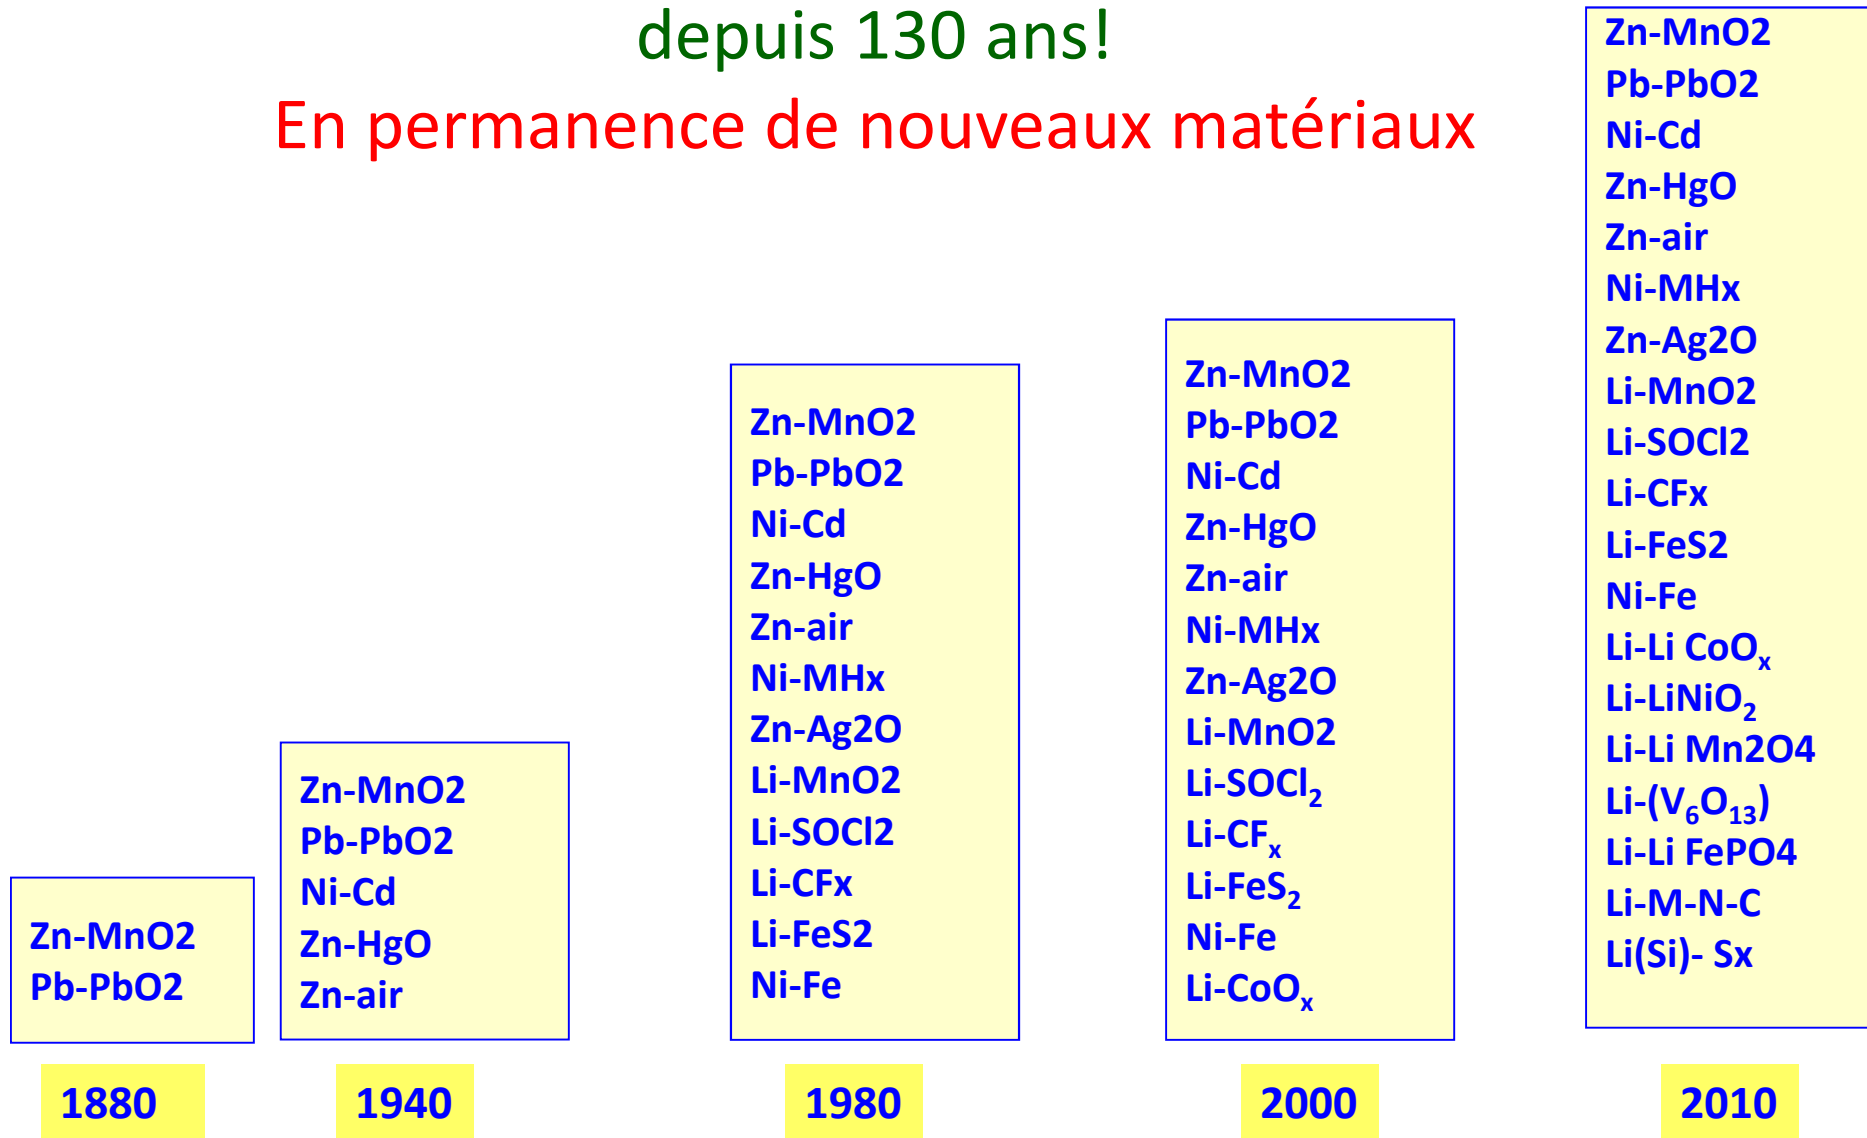 depuis 130 ans!
En permanence de nouveaux matériaux
Zn-MnO2
Pb-PbO2
1880
Zn-MnO2
Pb-PbO2
Ni-Cd
Zn-HgO
Zn-air
1940
Zn-MnO2
Pb-PbO2
Ni-Cd
Zn-HgO
Zn-air
Ni-MHx
Zn-Ag2O
Li-MnO2
Li-SOCl2
Li-CFx
Li-FeS2
Ni-Fe
1980
Zn-MnO2
Pb-PbO2
Ni-Cd
Zn-HgO
Zn-air
Ni-MHx
Zn-Ag2O
Li-MnO2
Li-SOCl₂
Li-CFₓ
Li-FeS₂
Ni-Fe
Li-CoOₓ
2000
Zn-MnO2
Pb-PbO2
Ni-Cd
Zn-HgO
Zn-air
Ni-MHx
Zn-Ag2O
Li-MnO2
Li-SOCl2
Li-CFx
Li-FeS2
Ni-Fe
Li-Li CoOₓ
Li-LiNiO₂
Li-Li Mn2O4
Li-(V₆O₁₃)
Li-Li FePO4
Li-M-N-C
Li(Si)- Sx
2010